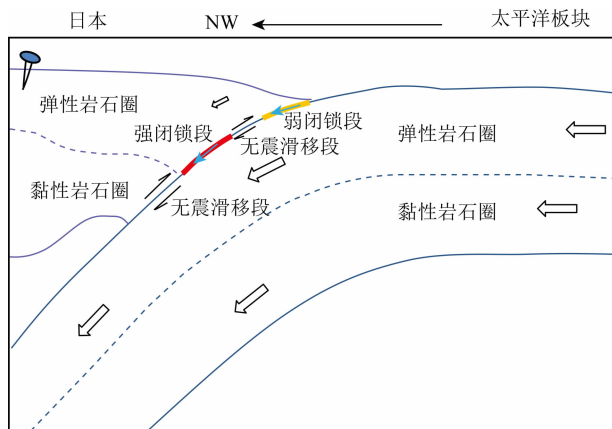 日本
NW
太平洋板块
弹性岩石圈
强闭锁段
弱闭锁段
无震滑移段
弹性岩石圈
黏性岩石圈
无震滑移段
黏性岩石圈